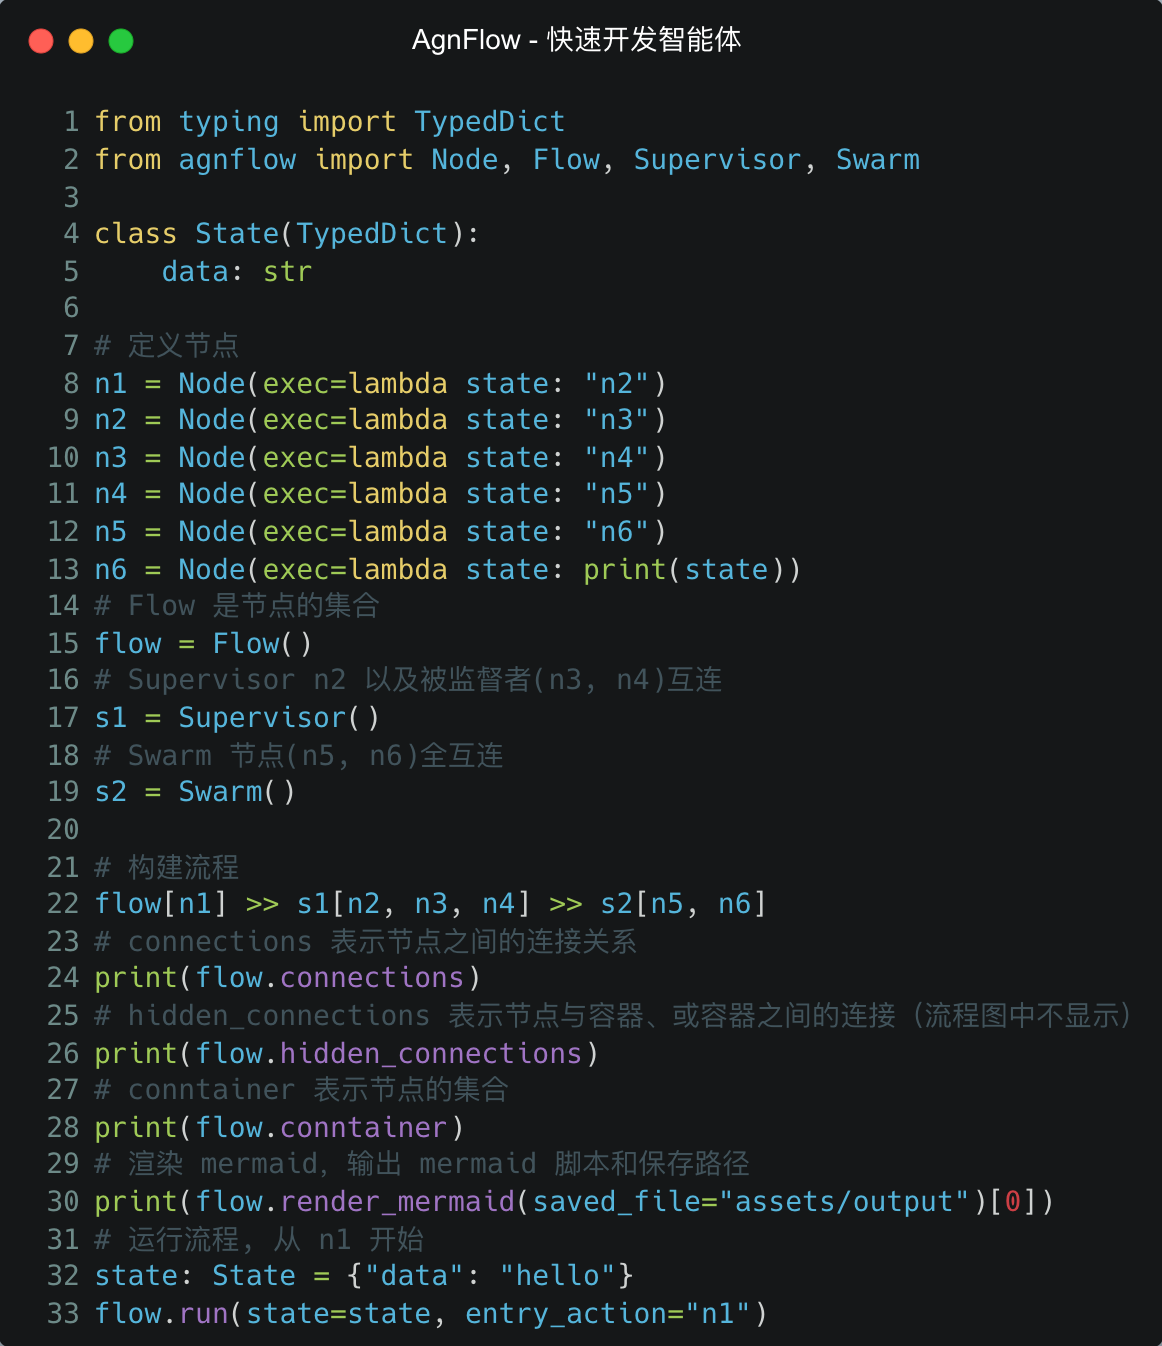 AgnFlow - 快速开发智能体
1 from typing import TypedDict
2 from agnflow import Node, Flow, Supervisor, Swarm
3
4 class State(TypedDict):
5     data: str
6
7 # 定义节点
8 n1 = Node(exec=lambda state: "n2")
9 n2 = Node(exec=lambda state: "n3")
10 n3 = Node(exec=lambda state: "n4")
11 n4 = Node(exec=lambda state: "n5")
12 n5 = Node(exec=lambda state: "n6")
13 n6 = Node(exec=lambda state: print(state))
14 # Flow 是节点的集合
15 flow = Flow()
16 # Supervisor n2 以及被监督者(n3, n4)互连
17 s1 = Supervisor()
18 # Swarm 节点(n5, n6)全互连
19 s2 = Swarm()
20
21 # 构建流程
22 flow[n1] >> s1[n2, n3, n4] >> s2[n5, n6]
23 # connections 表示节点之间的连接关系
24 print(flow.connections)
25 # hidden_connections 表示节点与容器、或容器之间的连接（流程图中不显示）
26 print(flow.hidden_connections)
27 # conntainer 表示节点的集合
28 print(flow.conntainer)
29 # 渲染 mermaid，输出 mermaid 脚本和保存路径
30 print(flow.render_mermaid(saved_file="assets/output")[0])
31 # 运行流程, 从 n1 开始
32 state: State = {"data": "hello"}
33 flow.run(state=state, entry_action="n1")